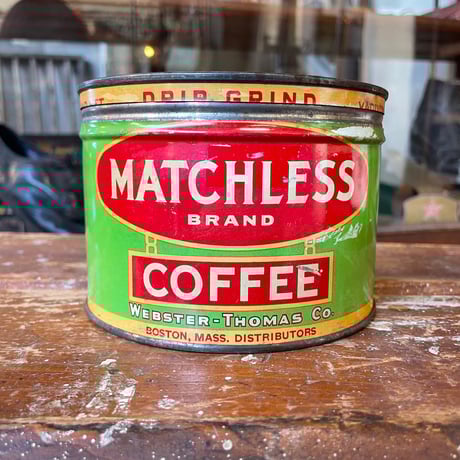 DRIP GRIND
MATCHLESS
BRAND
COFFEE
WEBSTER-THOMAS CO.
BOSTON, MASS. DISTRIBUTORS